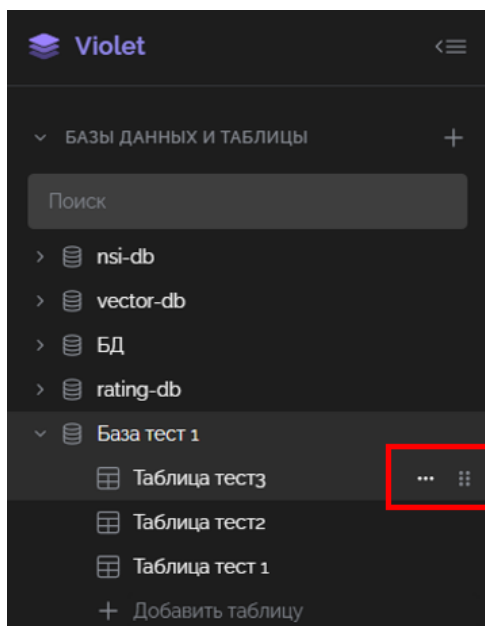 Violet
БАЗЫ ДАННЫХ И ТАБЛИЦЫ
Поиск
nsi-db
vector-db
БД
rating-db
База тест 1
Таблица тест3
Таблица тест2
Таблица тест 1
Добавить таблицу